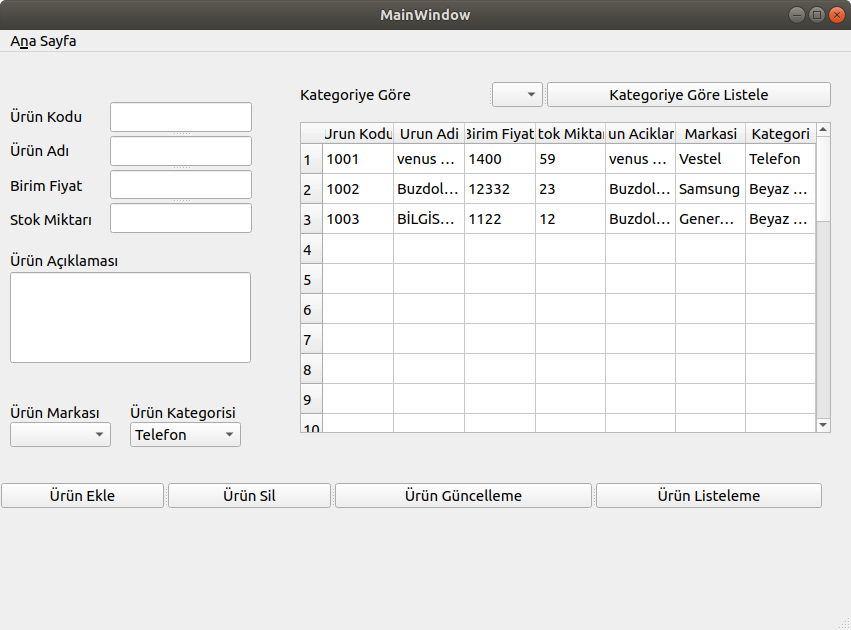 MainWindow
Ana Sayfa
Kategoriye Göre Kategoriye Göre Listele
Ürün Kodu
Ürün Adı
Birim Fiyat
Stok Miktarı
Ürün Açıklaması
Ürün Markası Ürün Kategorisi
Telefon
Urun Kodu Urun Adi Birim Fiyat tok Miktar un Aciklar Markasi Kategori
1 1001 venus ... 1400 59 venus ... Vestel Telefon
2 1002 Buzdol... 12332 23 Buzdol... Samsung Beyaz ...
3 1003 BİLGİS... 1122 12 Buzdol... Gener... Beyaz ...
4
5
6
7
8
9
10
Ürün Ekle Ürün Sil Ürün Güncelleme Ürün Listeleme